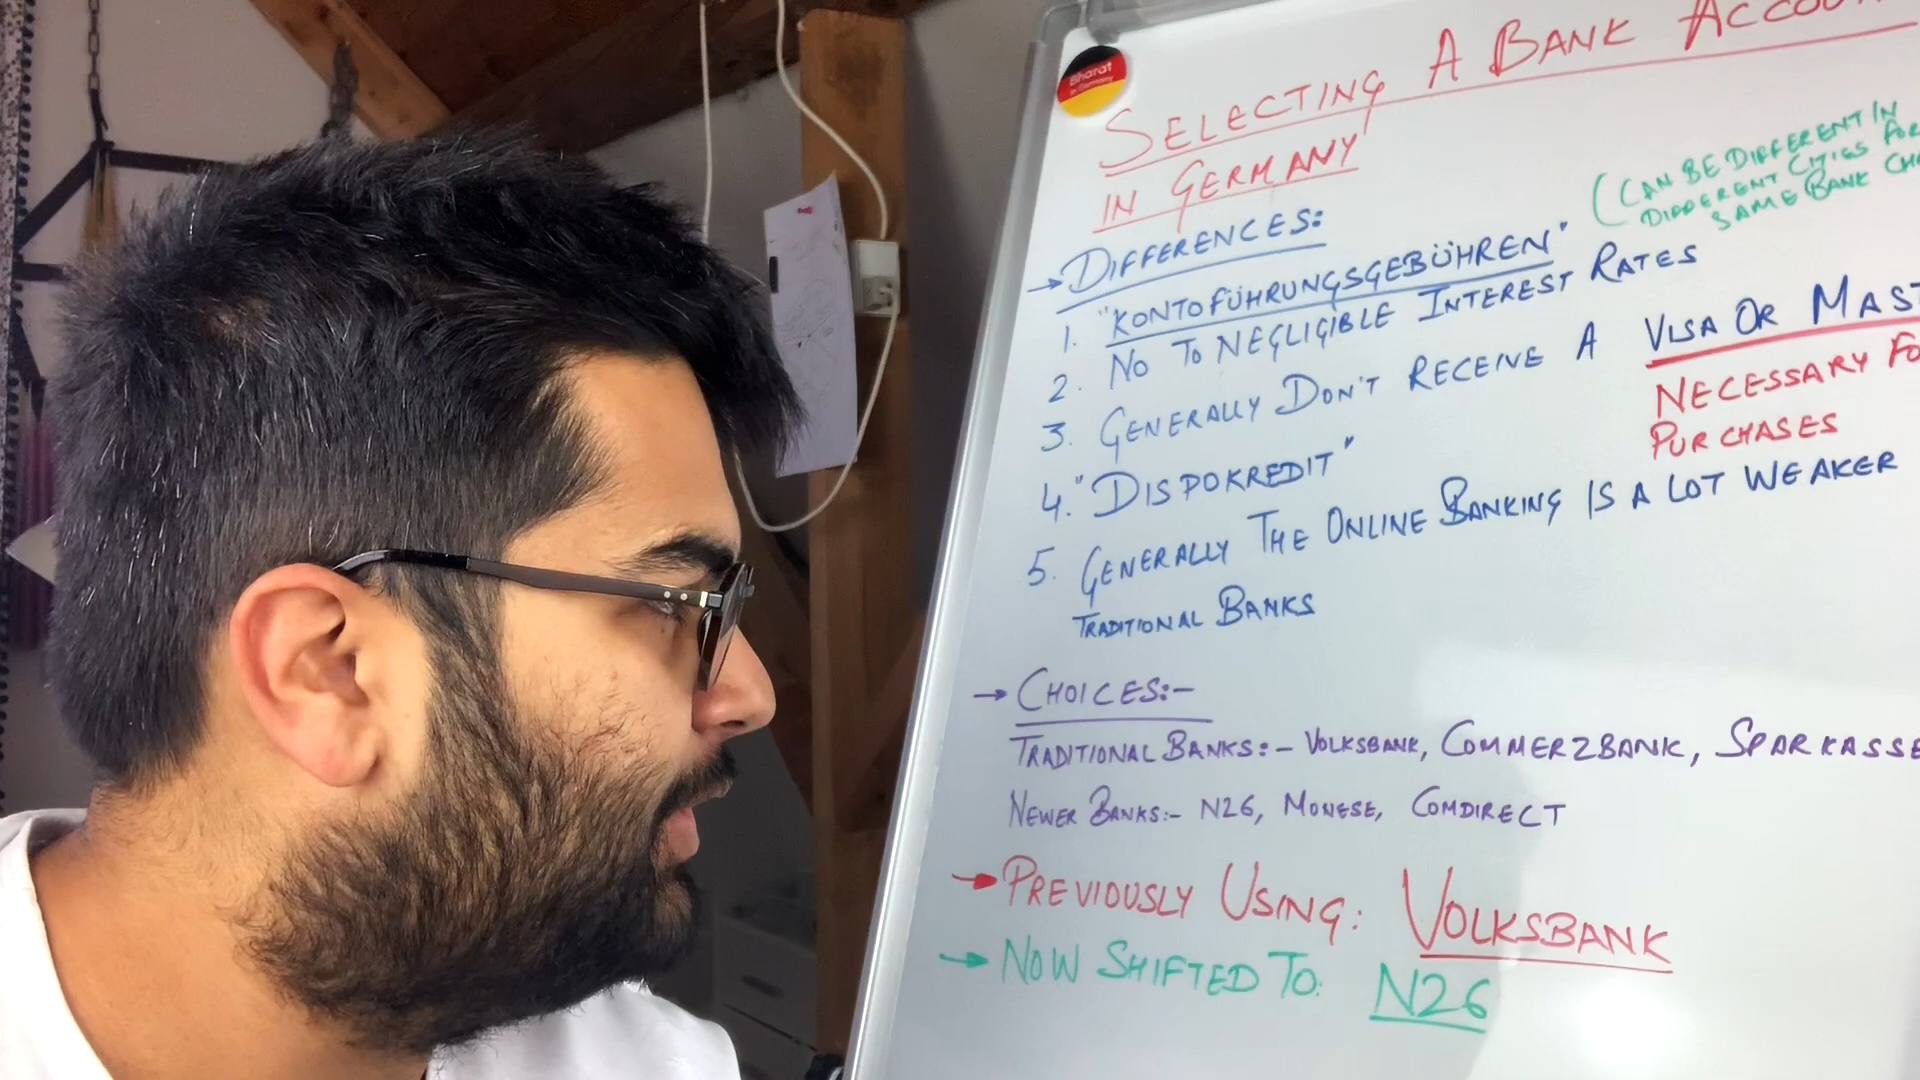 Bharat
in Germany
SELECTING A BANK
IN GERMANY
(CAN BE DIFFERENT IN
DIFFERENT CITIES FOR
SAME BANK
→ DIFFERENCES:
1. "KONTOFÜHRUNGSGEBÜHREN"
2. NO TO NEGLIGIBLE INTEREST RATES
3. GENERALLY DON'T RECEIVE A VISA OR
NECESSARY
PURCHASES
4. "DISPOKREDIT"
5. GENERALLY THE ONLINE BANKING IS A LOT WEAKER
TRADITIONAL BANKS
→ CHOICES:-
TRADITIONAL BANKS:- VOLKSBANK, COMMERZBANK, SPARKASSE
NEWER BANKS:- N26, MONESE, COMDIRECT
→ PREVIOUSLY USING: VOLKSBANK
→ NOW SHIFTED TO: N26